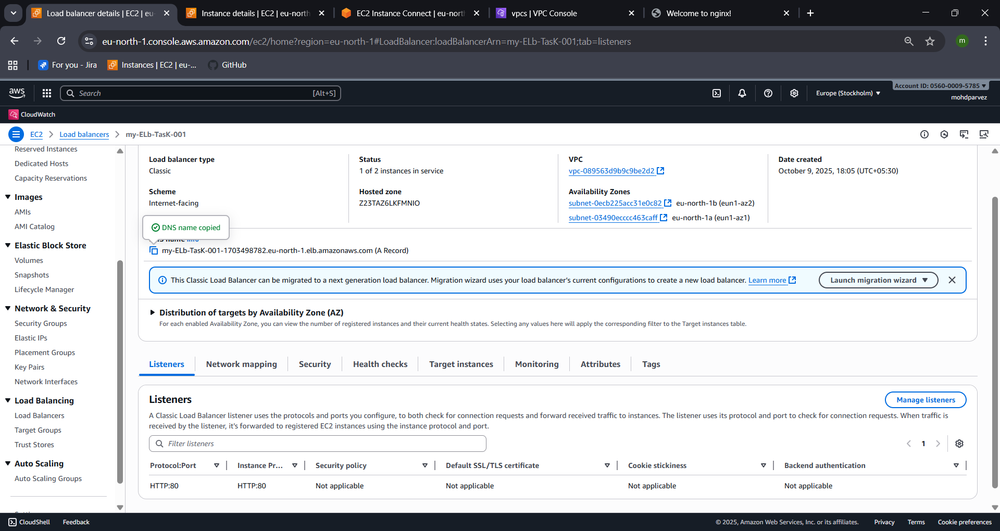 Load balancer details | EC2 | eu-
Instance details | EC2 | eu-north
EC2 Instance Connect | eu-nort
vpcs | VPC Console
Welcome to nginx!
eu-north-1.console.aws.amazon.com/ec2/home?region=eu-north-1#LoadBalancer:loadBalancerArn=my-ELb-TasK-001;tab=listeners
m
For you - Jira
Instances | EC2 | eu-...
GitHub
aws
Search
[Alt+S]
Europe (Stockholm)
Account ID: 0560-0009-5785
mohdparvez
CloudWatch
EC2
Load balancers
my-ELb-TasK-001
Reserved Instances
Dedicated Hosts
Capacity Reservations
Images
AMIs
AMI Catalog
Elastic Block Store
Volumes
Snapshots
Lifecycle Manager
Network & Security
Security Groups
Elastic IPs
Placement Groups
Key Pairs
Network Interfaces
Load Balancing
Load Balancers
Target Groups
Trust Stores
Auto Scaling
Auto Scaling Groups
Load balancer type
Classic
Status
1 of 2 instances in service
VPC
vpc-089563d9b9c9be2d2
Date created
October 9, 2025, 18:05 (UTC+05:30)
Scheme
Internet-facing
Hosted zone
Z23TAZ6LKFMNIO
Availability Zones
subnet-0ecb225acc31e0c82 eu-north-1b (eun1-az2)
subnet-03490ecccc463caff eu-north-1a (eun1-az1)
DNS name copied
name Info
my-ELb-TasK-001-1703498782.eu-north-1.elb.amazonaws.com (A Record)
This Classic Load Balancer can be migrated to a next generation load balancer. Migration wizard uses your load balancer's current configurations to create a new load balancer. Learn more
Launch migration wizard
Distribution of targets by Availability Zone (AZ)
For each enabled Availability Zone, you can view the number of registered instances and their current health states. Selecting any values here will apply the corresponding filter to the Target instances table.
Listeners
Network mapping
Security
Health checks
Target instances
Monitoring
Attributes
Tags
Listeners
Manage listeners
A Classic Load Balancer listener uses the protocols and ports you configure, to both check for connection requests and forward received traffic to instances. The listener uses its protocol and port to check for connection requests. When traffic is
received by the listener, it's forwarded to registered EC2 instances using the instance protocol and port.
Filter listeners
1
Protocol:Port
Instance Pr...
Security policy
Default SSL/TLS certificate
Cookie stickiness
Backend authentication
HTTP:80
HTTP:80
Not applicable
Not applicable
Not applicable
Not applicable
CloudShell
Feedback
© 2025, Amazon Web Services, Inc. or its affiliates.
Privacy
Terms
Cookie preferences